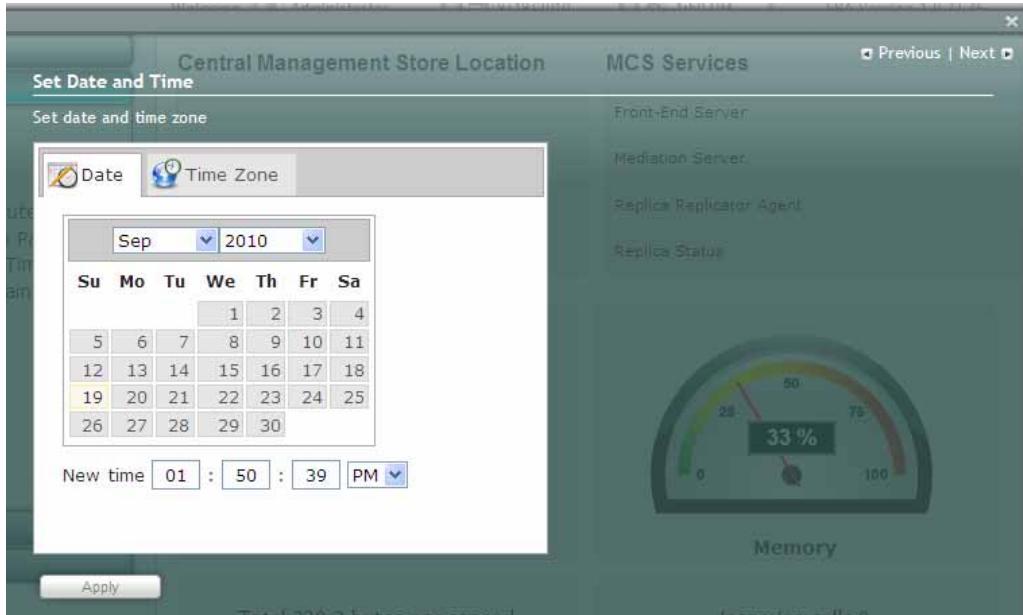 Central Management Store Location
MCS Services
Previous | Next
Set Date and Time
Set date and time zone
Front-End Server
Mediation Server
Replica Replicator Agent
Replica Status
Date
Time Zone
Sep 2010
Su Mo Tu We Th Fr Sa
1 2 3 4
5 6 7 8 9 10 11
12 13 14 15 16 17 18
19 20 21 22 23 24 25
26 27 28 29 30
New time 01 : 50 : 39 PM
0 25 50 75 100
33 %
Memory
Apply